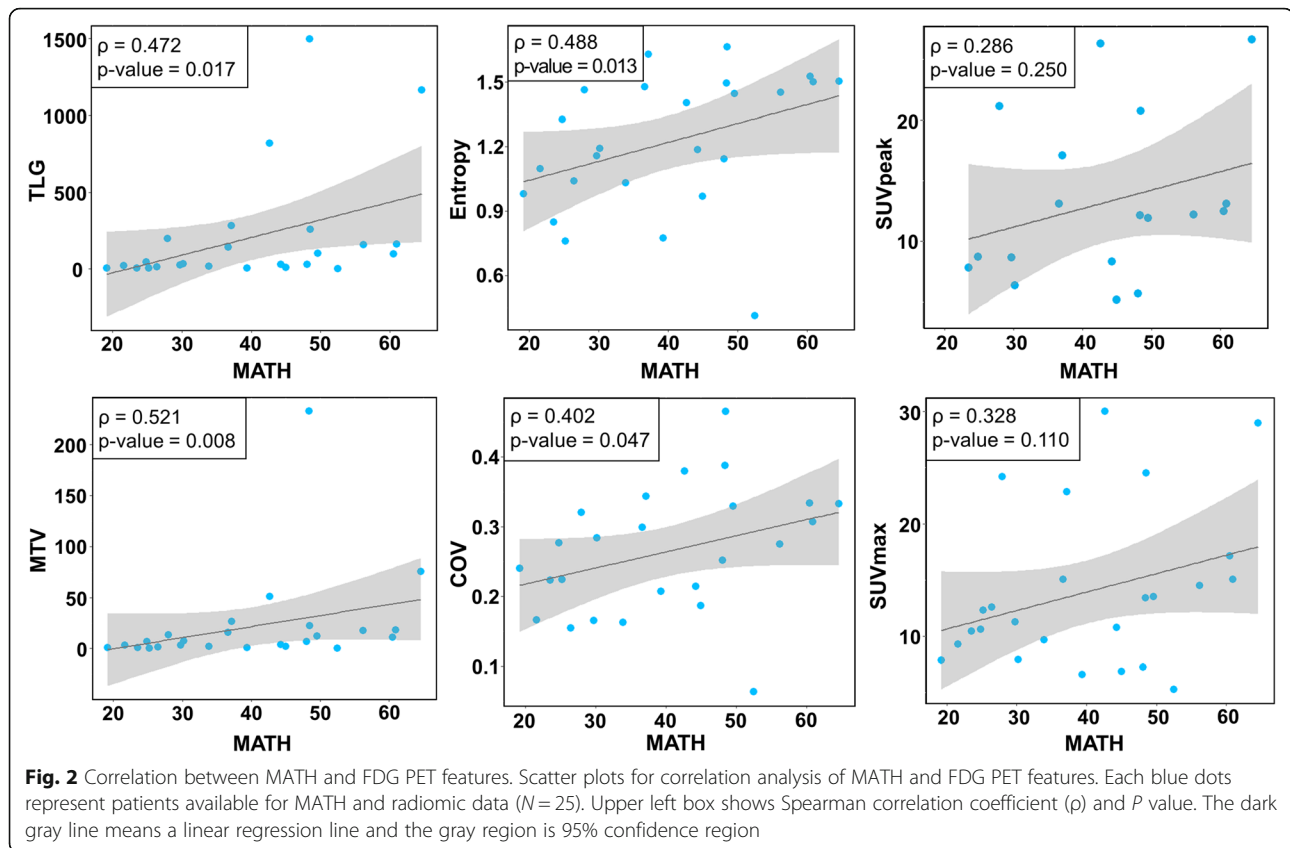 ρ = 0.472
p-value = 0.017
TLG
1500
1000
500
0
20 30 40 50 60
MATH
ρ = 0.488
p-value = 0.013
Entropy
1.5
1.2
0.9
0.6
20 30 40 50 60
MATH
ρ = 0.286
p-value = 0.250
SUVpeak
20
10
20 30 40 50 60
MATH
ρ = 0.521
p-value = 0.008
MTV
200
150
100
50
0
20 30 40 50 60
MATH
ρ = 0.402
p-value = 0.047
COV
0.4
0.3
0.2
0.1
20 30 40 50 60
MATH
ρ = 0.328
p-value = 0.110
SUVmax
30
20
10
20 30 40 50 60
MATH
Fig. 2 Correlation between MATH and FDG PET features. Scatter plots for correlation analysis of MATH and FDG PET features. Each blue dots
represent patients available for MATH and radiomic data (N = 25). Upper left box shows Spearman correlation coefficient (ρ) and P value. The dark
gray line means a linear regression line and the gray region is 95% confidence region